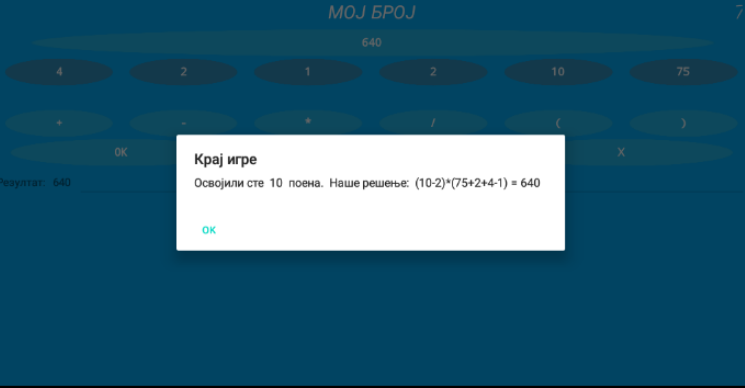 МОЈ БРОЈ 7
640
4 2 1 2 10 75
+ - * / ( )
OK X
Резултат: 640
Крај игре
Освојили сте 10 поена. Наше решење: (10-2)*(75+2+4-1) = 640
ОК